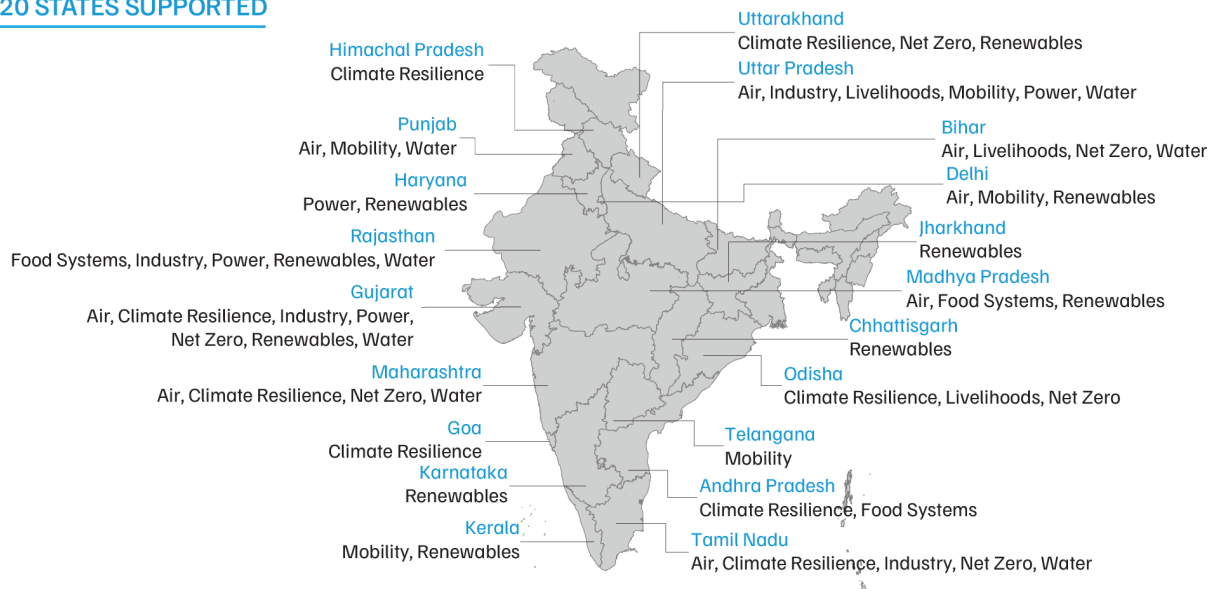 20 STATES SUPPORTED
Himachal Pradesh
Climate Resilience
Punjab
Air, Mobility, Water
Haryana
Power, Renewables
Rajasthan
Food Systems, Industry, Power, Renewables, Water
Gujarat
Air, Climate Resilience, Industry, Power,
Net Zero, Renewables, Water
Maharashtra
Air, Climate Resilience, Net Zero, Water
Goa
Climate Resilience
Karnataka
Renewables
Kerala
Mobility, Renewables
Uttarakhand
Climate Resilience, Net Zero, Renewables
Uttar Pradesh
Air, Industry, Livelihoods, Mobility, Power, Water
Bihar
Air, Livelihoods, Net Zero, Water
Delhi
Air, Mobility, Renewables
Jharkhand
Renewables
Madhya Pradesh
Air, Food Systems, Renewables
Chhattisgarh
Renewables
Odisha
Climate Resilience, Livelihoods, Net Zero
Telangana
Mobility
Andhra Pradesh
Climate Resilience, Food Systems
Tamil Nadu
Air, Climate Resilience, Industry, Net Zero, Water